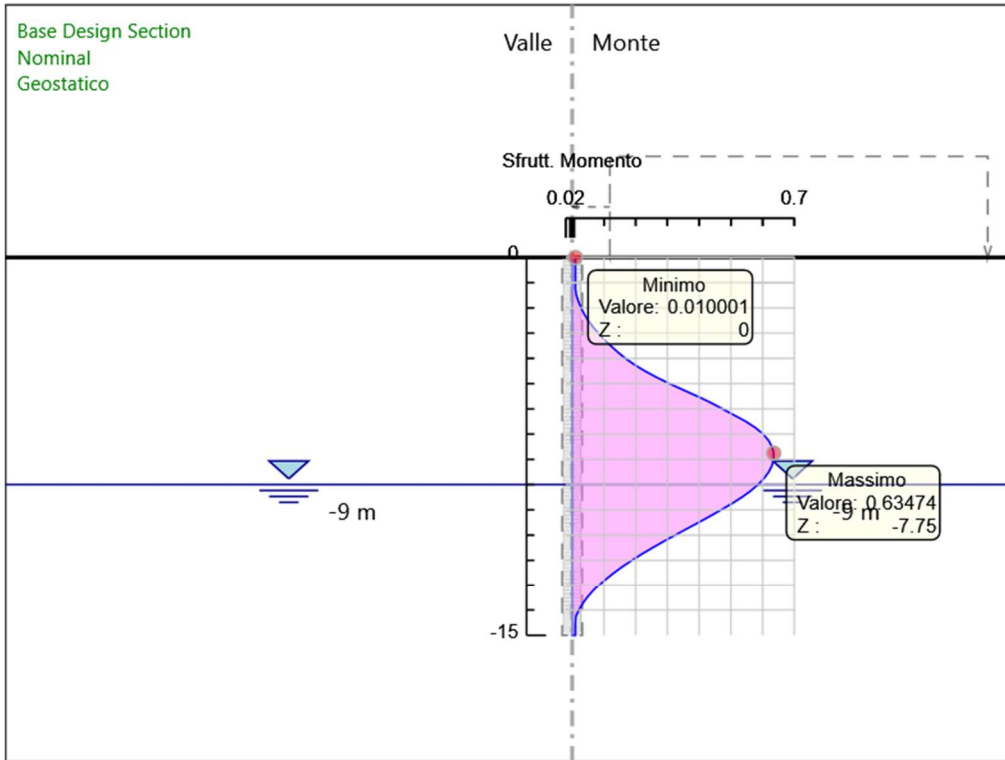 Base Design Section
Nominal
Geostatico
Valle
Monte
Sfrutt. Momento
0.02
0.7
0
Minimo
Valore: 0.010001
Z : 0
Massimo
Valore: 0.63474
Z : -7.75
-9 m
-9 m
-15